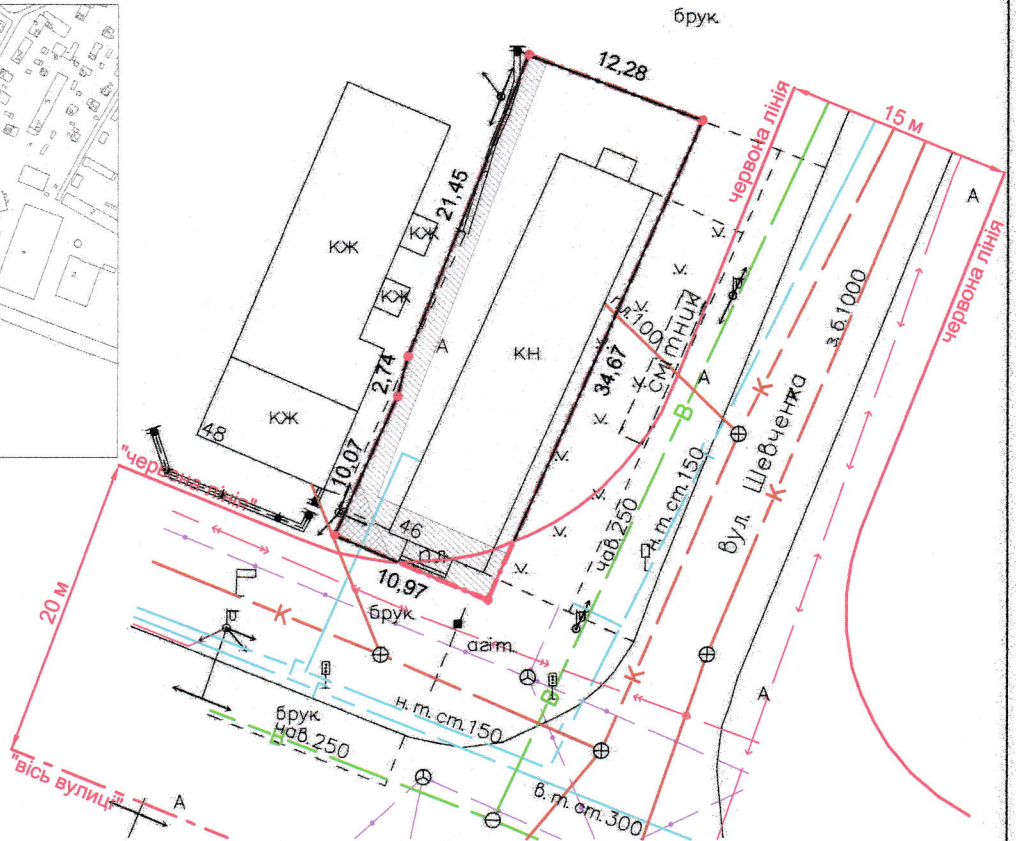 брук.
12,28
15 м
червона лінія
червона лінія
А
21,45
КЖ
КЖ
КЖ
з.б.1000
А
КН
34,67
смітник
А
2,74
В
К
вул. Шевченка
К
КЖ
48
10,07
"червона лінія"
46
п.л.
чав.250
н.т.ст.150
20 м
10,97
брук.
К
агіт.
К
В
А
н.т.ст.150
брук.
чав.250
В
"вісь вулиці"
А
в.т.ст.300